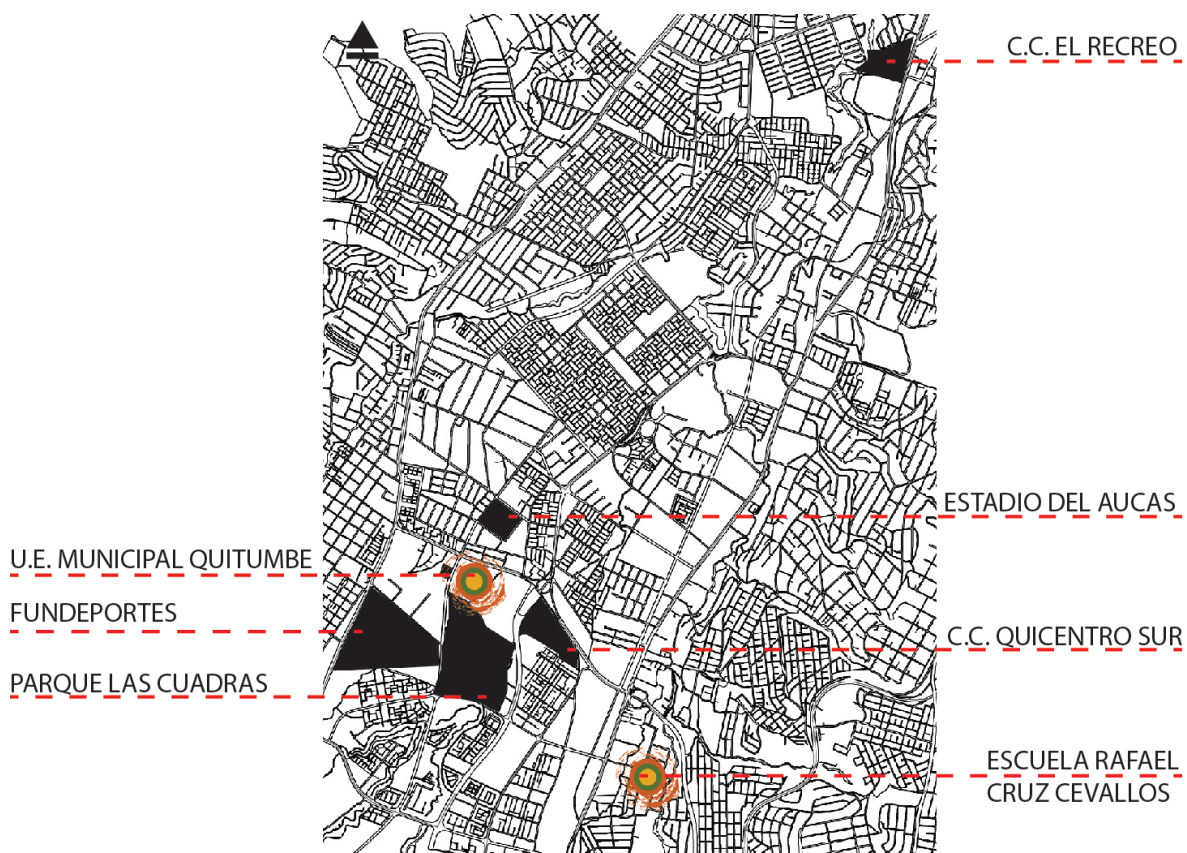 C.C. EL RECREO
ESTADIO DEL AUCAS
U.E. MUNICIPAL QUITUMBE
FUNDEPORTES
C.C. QUICENTRO SUR
PARQUE LAS CUADRAS
ESCUELA RAFAEL
CRUZ CEVALLOS